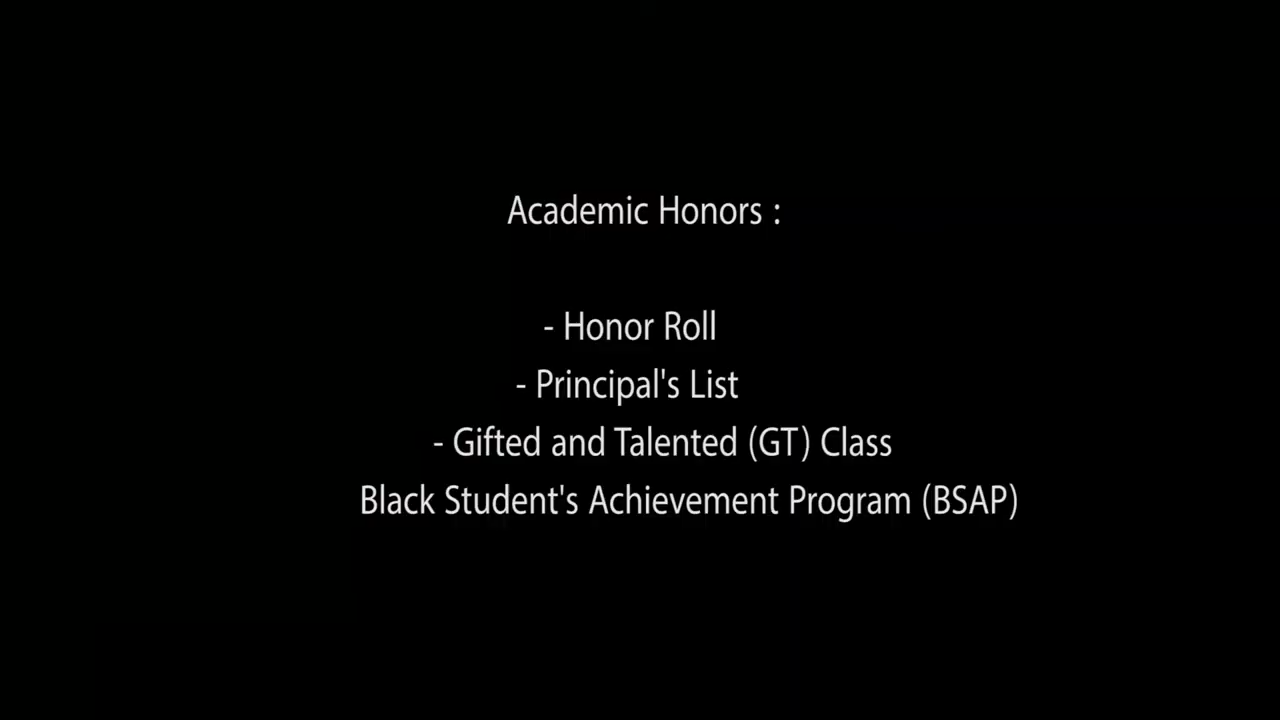 Academic Honors :
- Honor Roll
- Principal's List
- Gifted and Talented (GT) Class
Black Student's Achievement Program (BSAP)